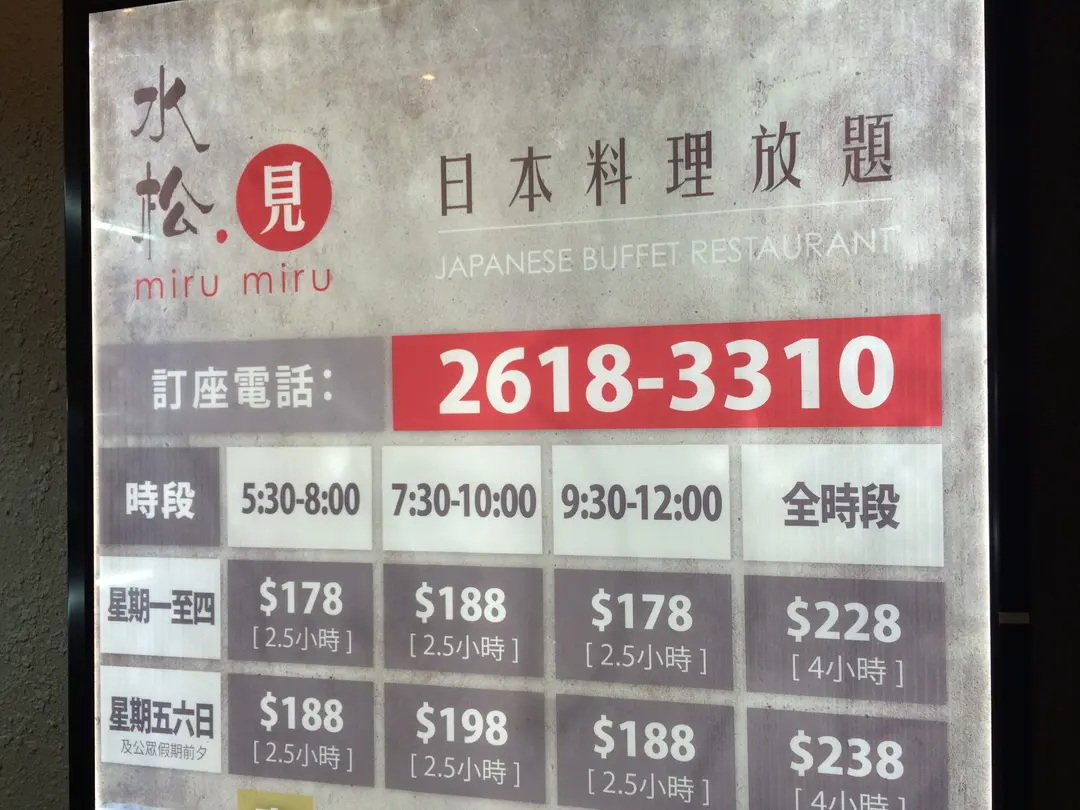 水松・見
miru miru
日本料理放題
JAPANESE BUFFET RESTAURANT
訂座電話: 2618-3310
時段 5:30-8:00 7:30-10:00 9:30-12:00 全時段
星期一至四 $178 $188 $178 $228
[ 2.5小時 ] [ 2.5小時 ] [ 2.5小時 ] [ 4小時 ]
星期五六日 $188 $198 $188 $238
及公眾假期前夕 [ 2.5小時 ] [ 2.5小時 ] [ 2.5小時 ] [ 4小時 ]